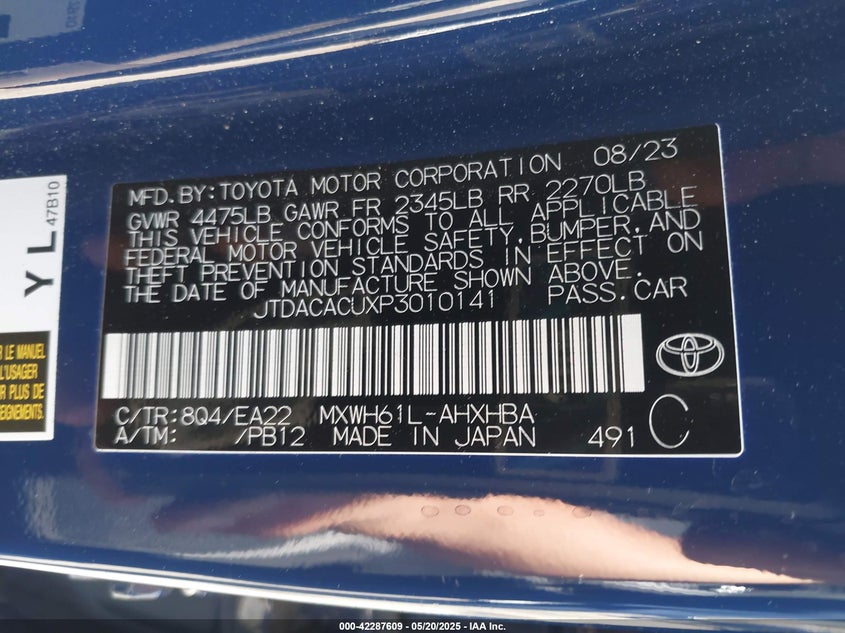 YL
47B10
R LE MANUEL
L'USAGER
R PLUS DE
SEIGNEMENTS.
MFD.BY:TOYOTA MOTOR CORPORATION 08/23
GVWR 4475LB GAWR FR 2345LB RR 2270LB
THIS VEHICLE CONFORMS TO ALL APPLICABLE
FEDERAL MOTOR VEHICLE SAFETY,BUMPER,AND
THEFT PREVENTION STANDARDS IN EFFECT ON
THE DATE OF MANUFACTURE SHOWN ABOVE.
JTDACACUXP3010141 PASS.CAR
C/TR:8Q4/EA22 MXWH61L-AHXHBA
A/TM: /PB12 MADE IN JAPAN 491 C
000-42287609 — 05/20/2025 — IAA Inc.